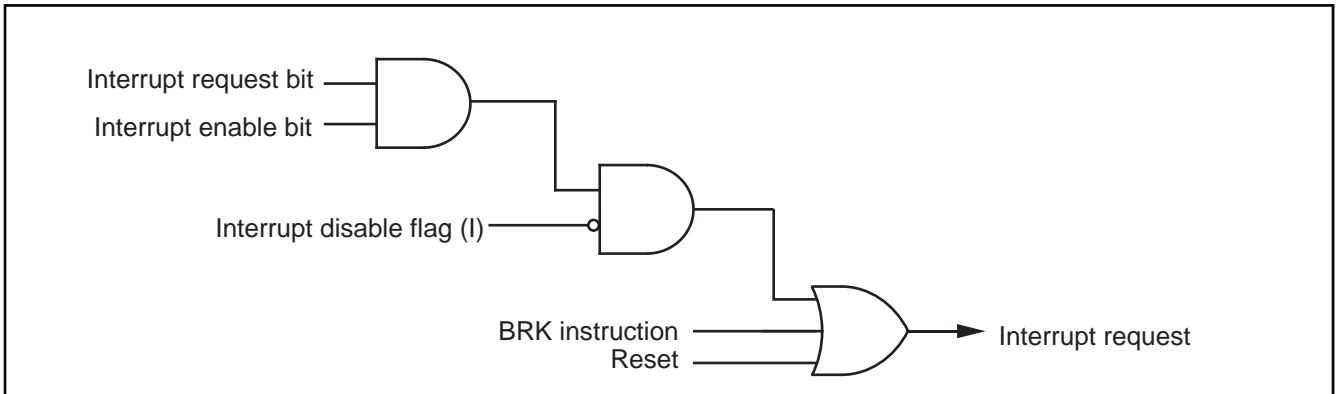 Interrupt request bit
Interrupt enable bit
Interrupt disable flag (I)
BRK instruction
Reset
Interrupt request